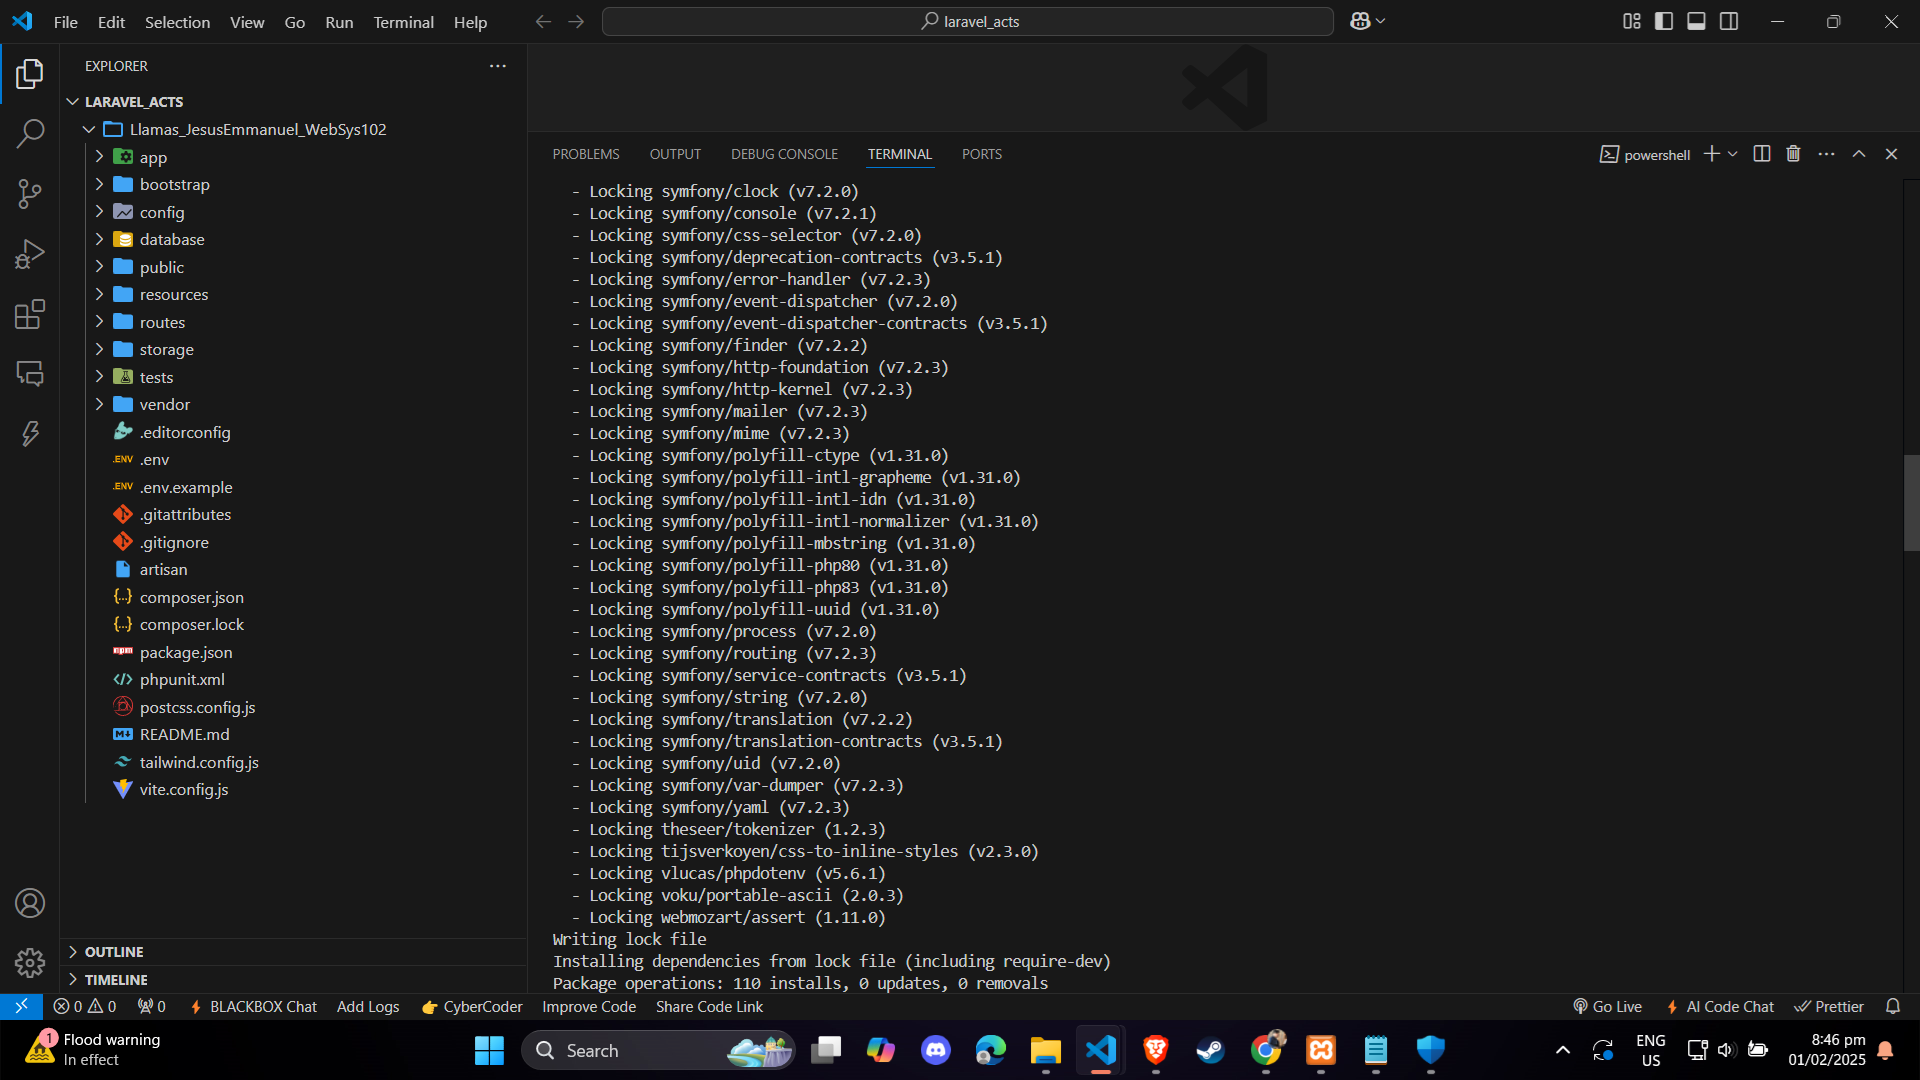 File Edit Selection View Go Run Terminal Help
laravel_acts
EXPLORER
LARAVEL_ACTS
Llamas_JesusEmmanuel_WebSys102
app
bootstrap
config
database
public
resources
routes
storage
tests
vendor
.editorconfig
.ENV .env
.ENV .env.example
.gitattributes
.gitignore
artisan
{..} composer.json
{..} composer.lock
npm package.json
phpunit.xml
postcss.config.js
README.md
tailwind.config.js
vite.config.js
OUTLINE
TIMELINE
PROBLEMS OUTPUT DEBUG CONSOLE TERMINAL PORTS
powershell
- Locking symfony/clock (v7.2.0)
- Locking symfony/console (v7.2.1)
- Locking symfony/css-selector (v7.2.0)
- Locking symfony/deprecation-contracts (v3.5.1)
- Locking symfony/error-handler (v7.2.3)
- Locking symfony/event-dispatcher (v7.2.0)
- Locking symfony/event-dispatcher-contracts (v3.5.1)
- Locking symfony/finder (v7.2.2)
- Locking symfony/http-foundation (v7.2.3)
- Locking symfony/http-kernel (v7.2.3)
- Locking symfony/mailer (v7.2.3)
- Locking symfony/mime (v7.2.3)
- Locking symfony/polyfill-ctype (v1.31.0)
- Locking symfony/polyfill-intl-grapheme (v1.31.0)
- Locking symfony/polyfill-intl-idn (v1.31.0)
- Locking symfony/polyfill-intl-normalizer (v1.31.0)
- Locking symfony/polyfill-mbstring (v1.31.0)
- Locking symfony/polyfill-php80 (v1.31.0)
- Locking symfony/polyfill-php83 (v1.31.0)
- Locking symfony/polyfill-uuid (v1.31.0)
- Locking symfony/process (v7.2.0)
- Locking symfony/routing (v7.2.3)
- Locking symfony/service-contracts (v3.5.1)
- Locking symfony/string (v7.2.0)
- Locking symfony/translation (v7.2.2)
- Locking symfony/translation-contracts (v3.5.1)
- Locking symfony/uid (v7.2.0)
- Locking symfony/var-dumper (v7.2.3)
- Locking symfony/yaml (v7.2.3)
- Locking theseer/tokenizer (1.2.3)
- Locking tijsverkoyen/css-to-inline-styles (v2.3.0)
- Locking vlucas/phpdotenv (v5.6.1)
- Locking voku/portable-ascii (2.0.3)
- Locking webmozart/assert (1.11.0)
Writing lock file
Installing dependencies from lock file (including require-dev)
Package operations: 110 installs, 0 updates, 0 removals
0 0 0 BLACKBOX Chat Add Logs CyberCoder Improve Code Share Code Link Go Live AI Code Chat Prettier
1 Flood warning
In effect
Search
ENG
US
8:46 pm
01/02/2025